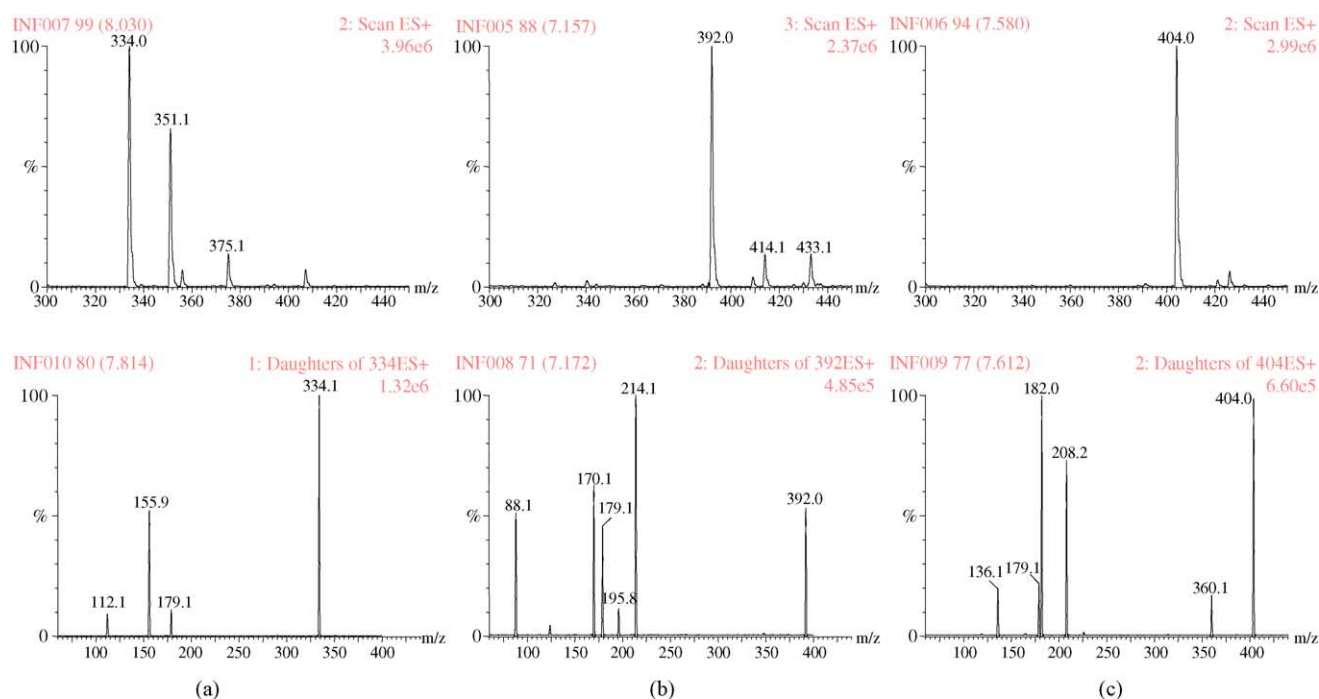 INF007 99 (8.030)
2: Scan ES+
3.96e6
334.0
100
351.1
%
375.1
0
300 320 340 360 380 400 420 440 m/z
INF005 88 (7.157)
3: Scan ES+
2.37e6
392.0
100
%
414.1 433.1
0
300 320 340 360 380 400 420 440 m/z
INF006 94 (7.580)
2: Scan ES+
2.99e6
404.0
100
%
0
300 320 340 360 380 400 420 440 m/z
INF010 80 (7.814)
1: Daughters of 334ES+
1.32e6
334.1
100
155.9
%
112.1
179.1
0
100 150 200 250 300 350 400 m/z
(a)
INF008 71 (7.172)
2: Daughters of 392ES+
4.85e5
214.1
100
170.1
179.1
88.1
392.0
%
195.8
0
100 150 200 250 300 350 400 m/z
(b)
INF009 77 (7.612)
2: Daughters of 404ES+
6.60e5
182.0
404.0
100
208.2
%
136.1
179.1
360.1
0
100 150 200 250 300 350 400 m/z
(c)